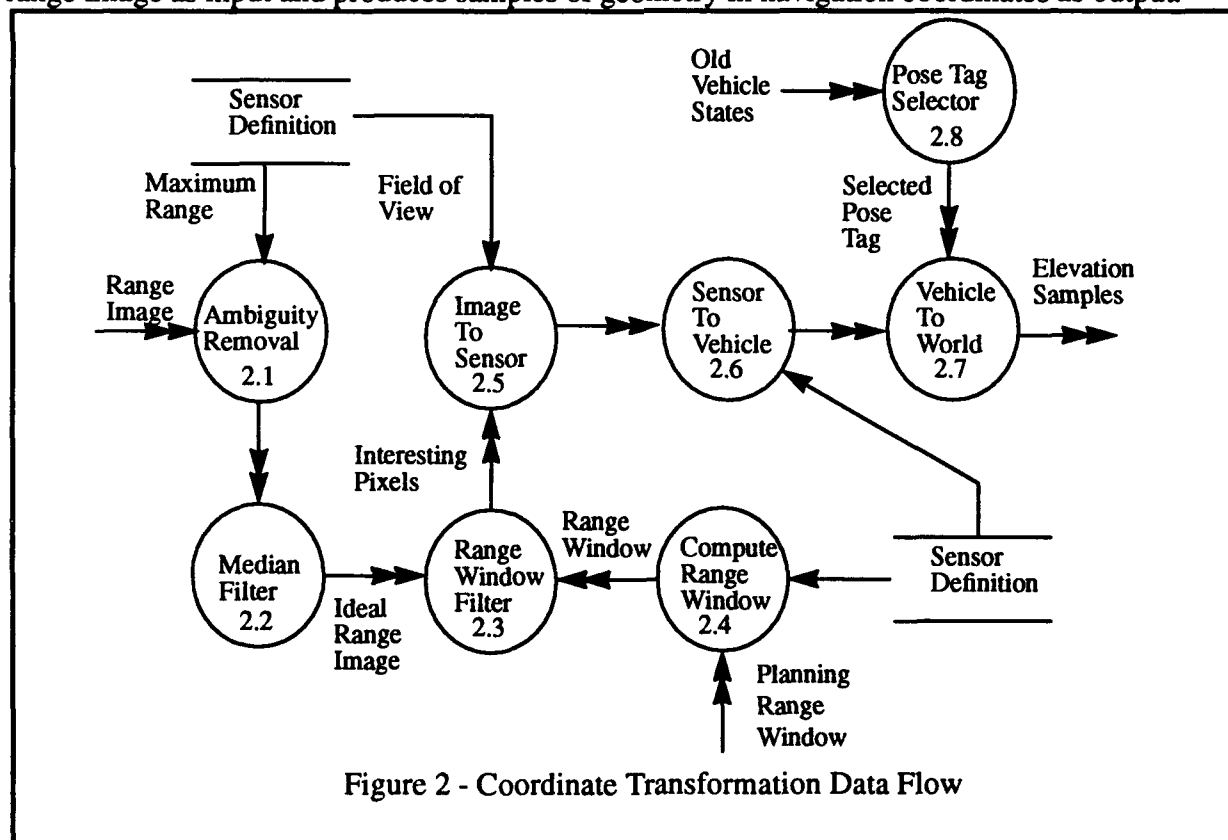 range image as input and produces samples of geometry in navigation coordinates as output
Old
Vehicle
States
Pose Tag
Selector
2.8
Sensor
Definition
Maximum
Range
Field of
View
Selected
Pose
Tag
Range
Image
Ambiguity
Removal
2.1
Image
To
Sensor
2.5
Sensor
To
Vehicle
2.6
Vehicle
To
World
2.7
Elevation
Samples
Interesting
Pixels
Median
Filter
2.2
Ideal
Range
Image
Range
Window
Filter
2.3
Range
Window
Compute
Range
Window
2.4
Sensor
Definition
Planning
Range
Window
Figure 2 - Coordinate Transformation Data Flow